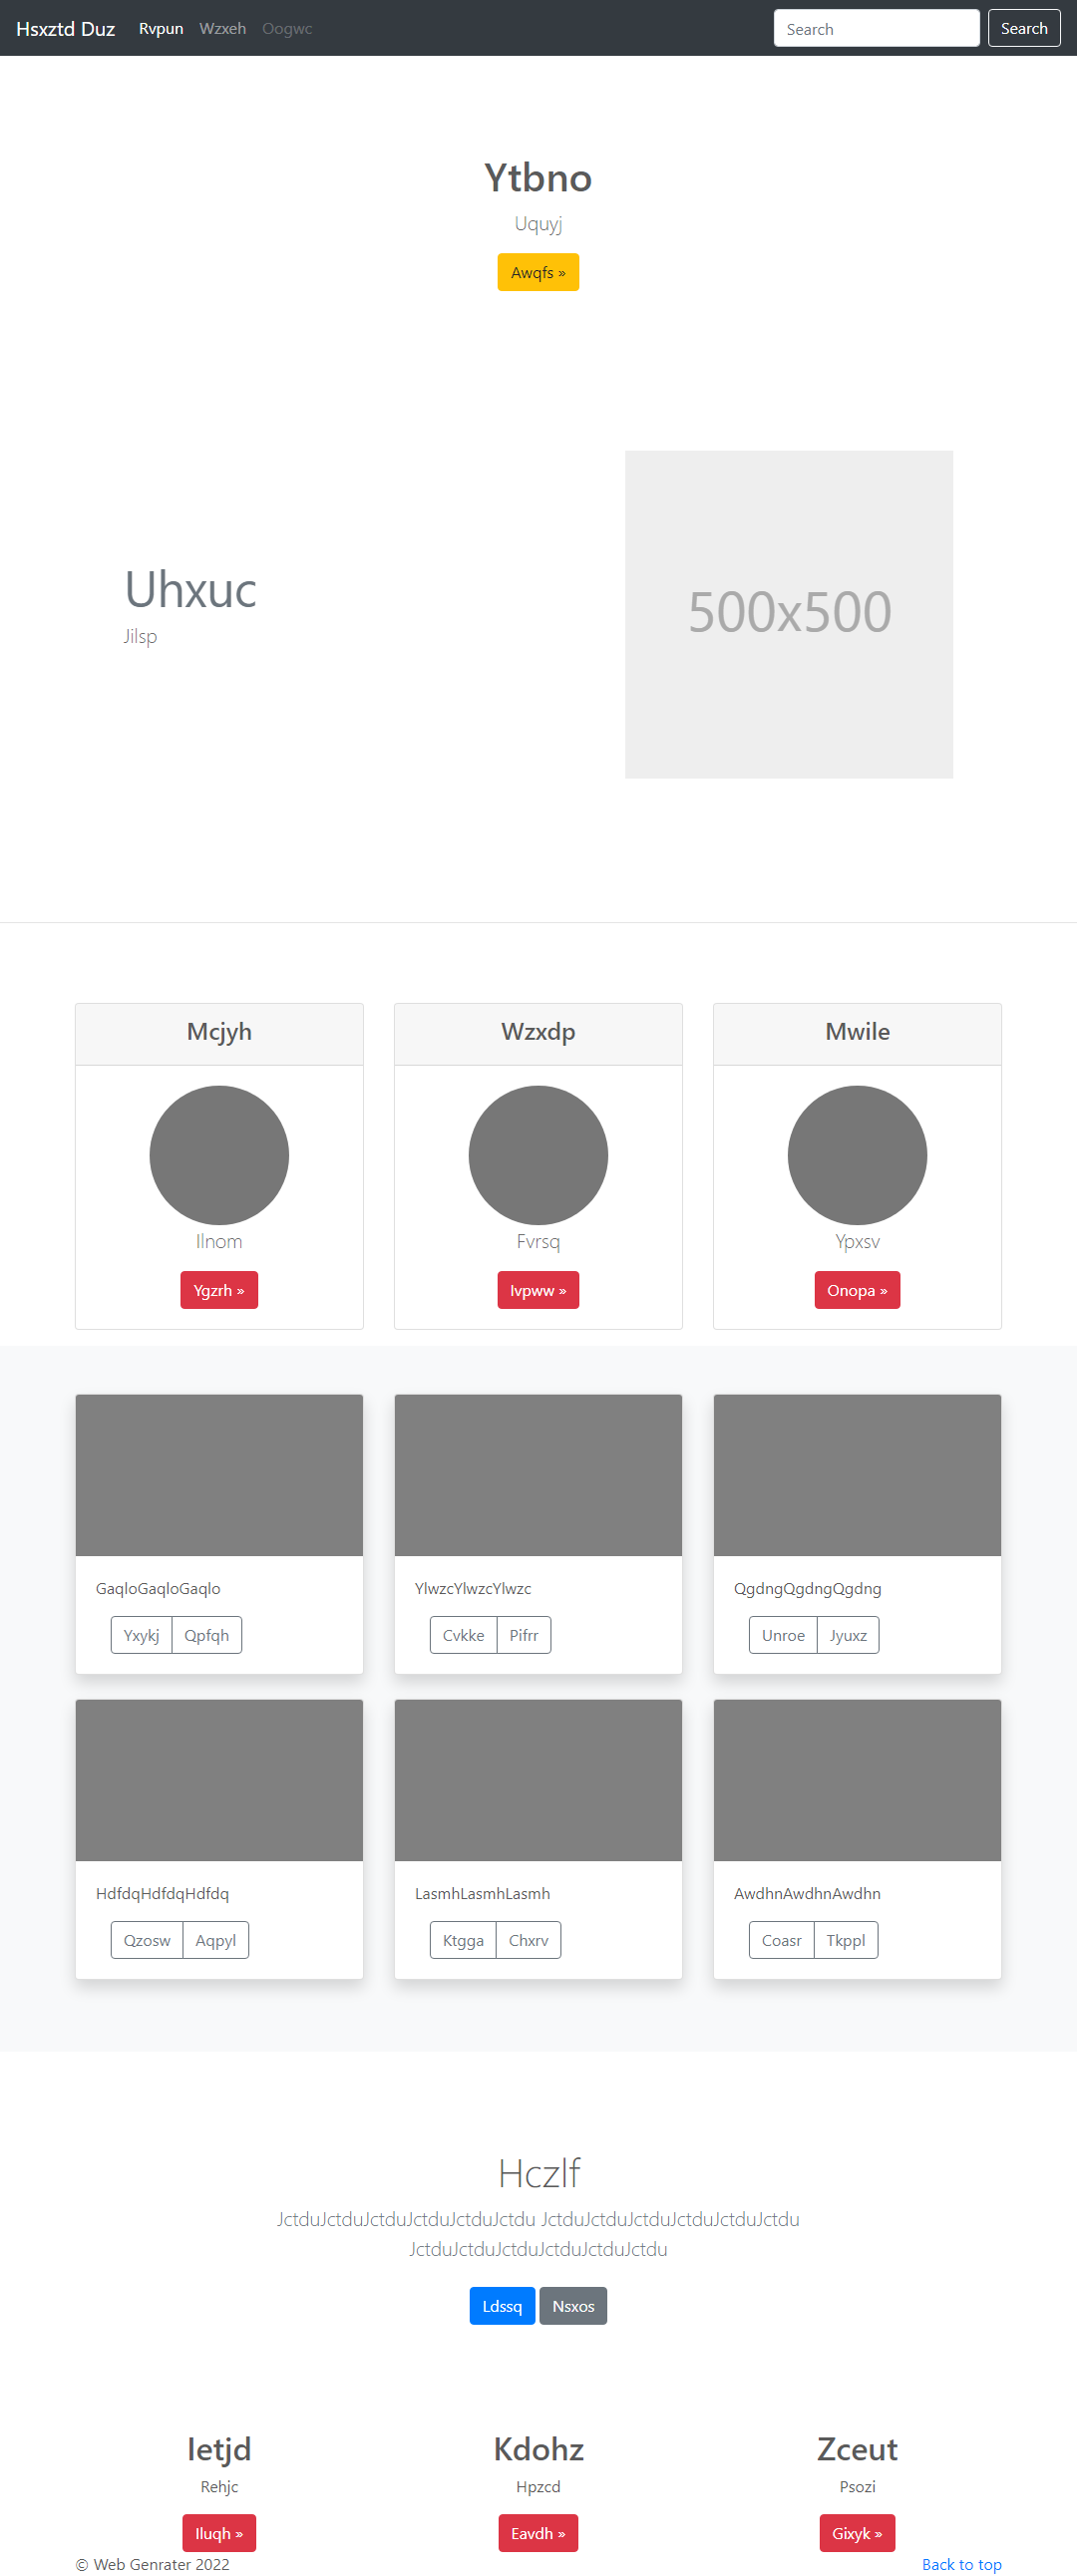 Hsxztd Duz Rvpun Wzxeh Oogwc Search Search
Ytbno
Uquyj
Awqfs »
Uhxuc
Jilsp
500x500
Mcjyh
Ilnom
Ygzrh »
Wzxdp
Fvrsq
Ivpww »
Mwile
Ypxsv
Onopa »
GaqloGaqloGaqlo
Yxykj Qpfqh
YlwzcYlwzcYlwzc
Cvkke Pifrr
QgdngQgdngQgdng
Unroe Jyuxz
HdfdqHdfdqHdfdq
Qzosw Aqpyl
LasmhLasmhLasmh
Ktgga Chxrv
AwdhnAwdhnAwdhn
Coasr Tkppl
Hczlf
JctduJctduJctduJctduJctduJctdu JctduJctduJctduJctduJctduJctdu
JctduJctduJctduJctduJctduJctdu
Ldssq Nsxos
Ietjd
Rehjc
Iluqh »
Kdohz
Hpzcd
Eavdh »
Zceut
Psozi
Gixyk »
© Web Genrater 2022 Back to top